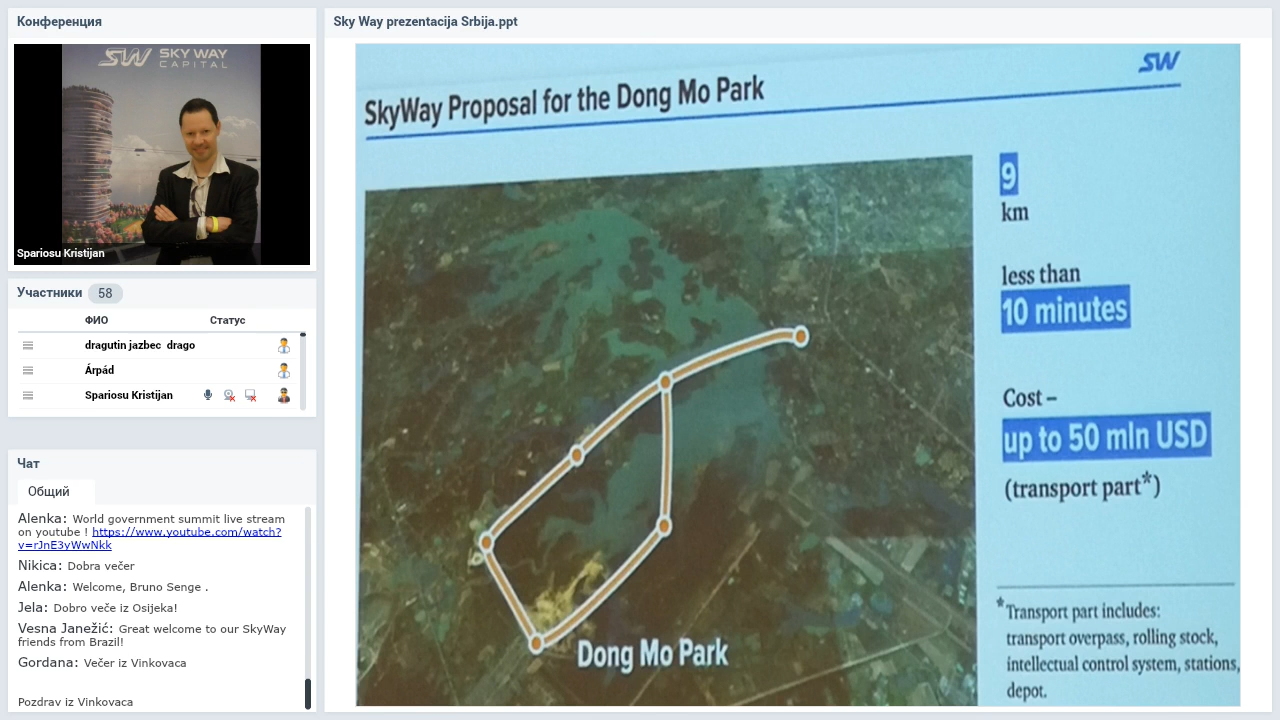 Конференция
SW SKY WAY
CAPITAL
Spariosu Kristijan
Участники 58
ФИО Статус
dragutin jazbec drago
Árpád
Spariosu Kristijan
Чат
Общий
Alenka: World government summit live stream
on youtube ! https://www.youtube.com/watch?
v=rJnE3yWwNkk
Nikica: Dobra večer
Alenka: Welcome, Bruno Senge .
Jela: Dobro veče iz Osijeka!
Vesna Janežić: Great welcome to our SkyWay
friends from Brazil!
Gordana: Večer iz Vinkovaca
Pozdrav iz Vinkovaca
Sky Way prezentacija Srbija.ppt
SW
SkyWay Proposal for the Dong Mo Park
9
km
less than
10 minutes
Cost –
up to 50 mln USD
(transport part*)
Dong Mo Park
*Transport part includes:
transport overpass, rolling stock,
intellectual control system, stations,
depot.